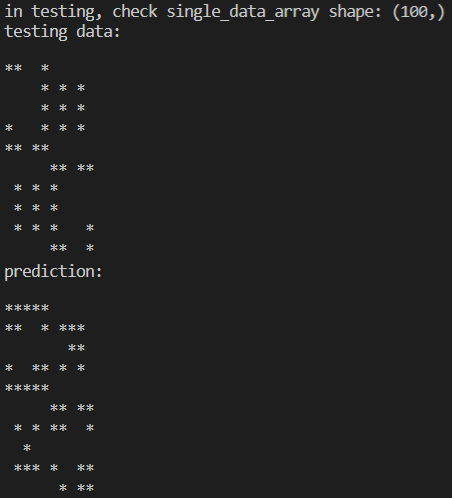 in testing, check single_data_array shape: (100,)
testing data:

**  *
    * * *
    * * *
*   * * *
** **
     ** **
 * * *
 * * *
 * * *   *
     **  *
prediction:

*****
**  * ***
       **
*  ** * *
*****
     ** **
 * * **  *
  *
 *** *  **
      * **